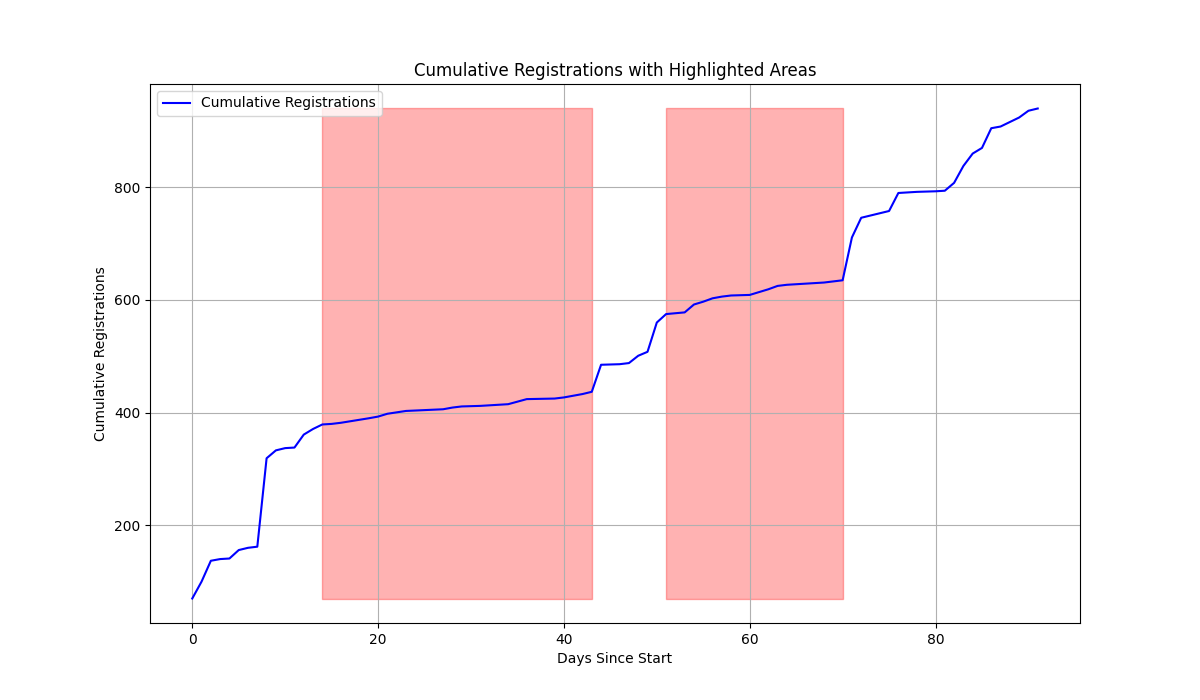 Cumulative Registrations with Highlighted Areas
Cumulative Registrations
Cumulative Registrations
800
600
400
200
0 20 40 60 80
Days Since Start